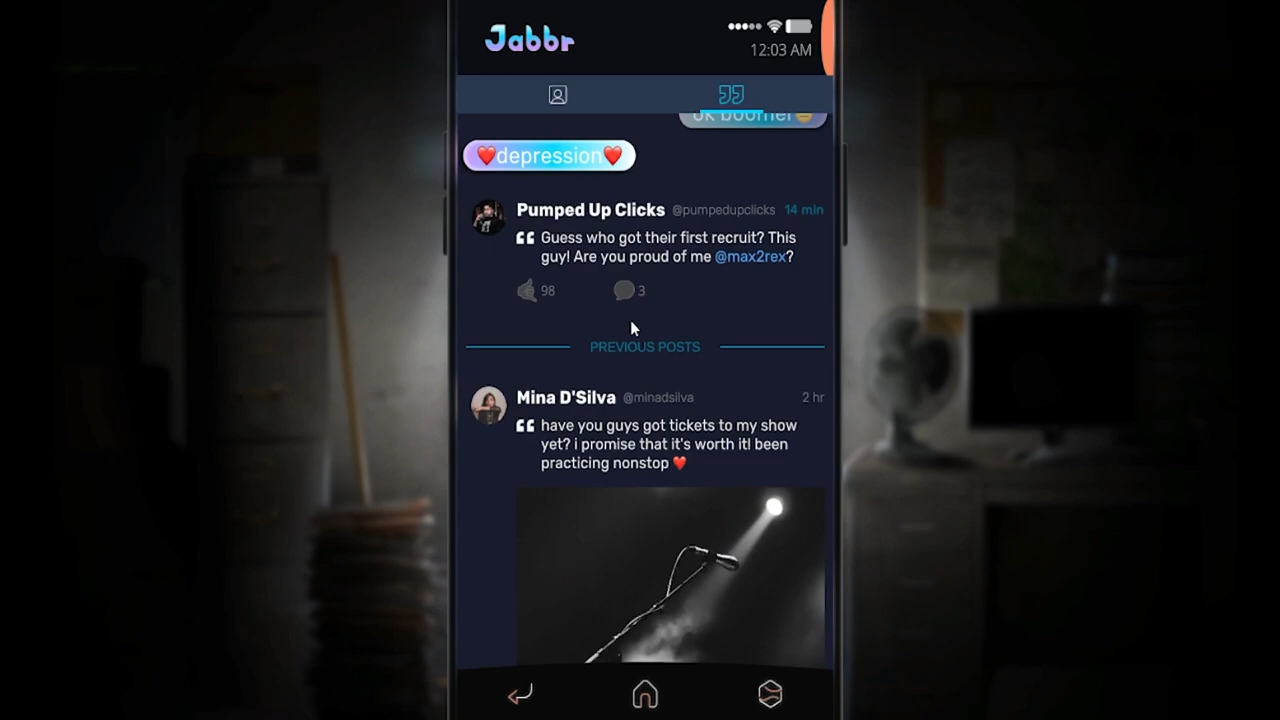 Jabbr
12:03 AM
ok boomer😑
❤️depression❤️
Pumped Up Clicks @pumpedupclicks 14 min
Guess who got their first recruit? This
guy! Are you proud of me @max2rex?
98 3
PREVIOUS POSTS
Mina D'Silva @minadsilva 2 hr
have you guys got tickets to my show
yet? i promise that it's worth it! been
practicing nonstop ❤️